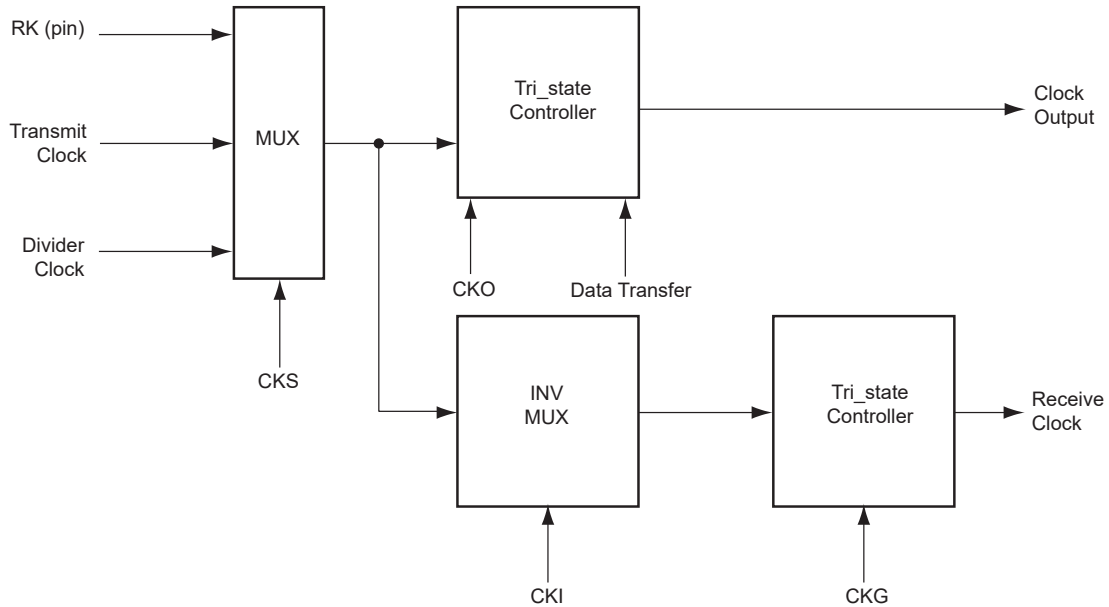 RK (pin)
Transmit
Clock
Divider
Clock
MUX
CKS
Tri_state
Controller
CKO
Data Transfer
Clock
Output
INV
MUX
CKI
Tri_state
Controller
CKG
Receive
Clock